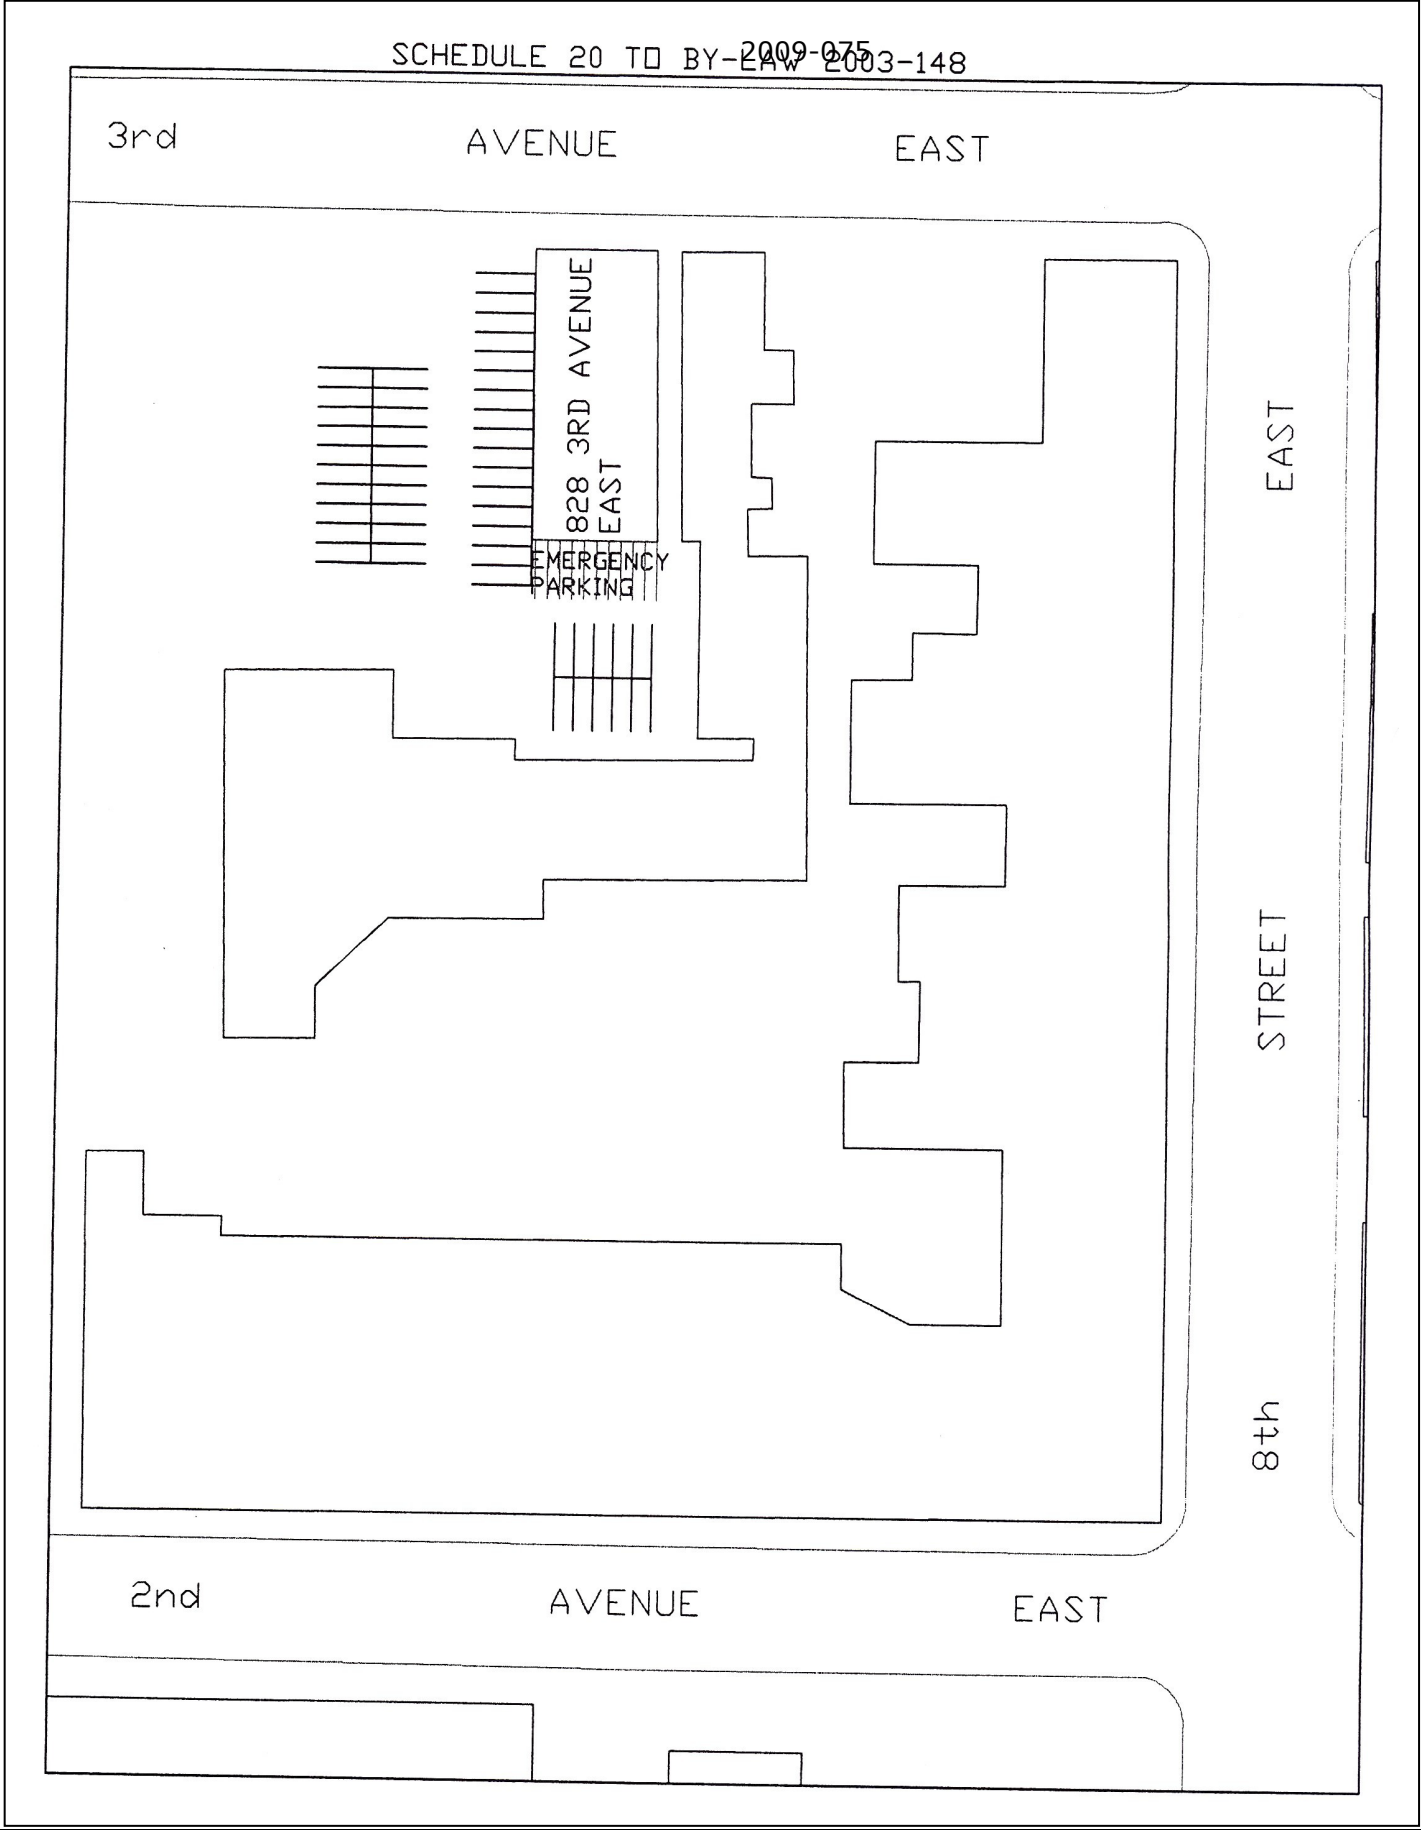 2009-075
SCHEDULE 20 TO BY-LAW 2003-148
3rd AVENUE EAST
828 3RD AVENUE
EAST
EMERGENCY
PARKING
8th STREET EAST
2nd AVENUE EAST